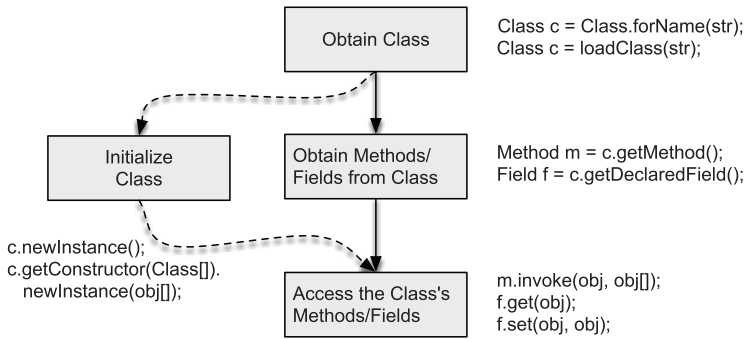 Obtain Class
Class c = Class.forName(str);
Class c = loadClass(str);
Initialize
Class
Obtain Methods/
Fields from Class
Method m = c.getMethod();
Field f = c.getDeclaredField();
c.newInstance();
c.getConstructor(Class[]).
newInstance(obj[]);
Access the Class's
Methods/Fields
m.invoke(obj, obj[]);
f.get(obj);
f.set(obj, obj);